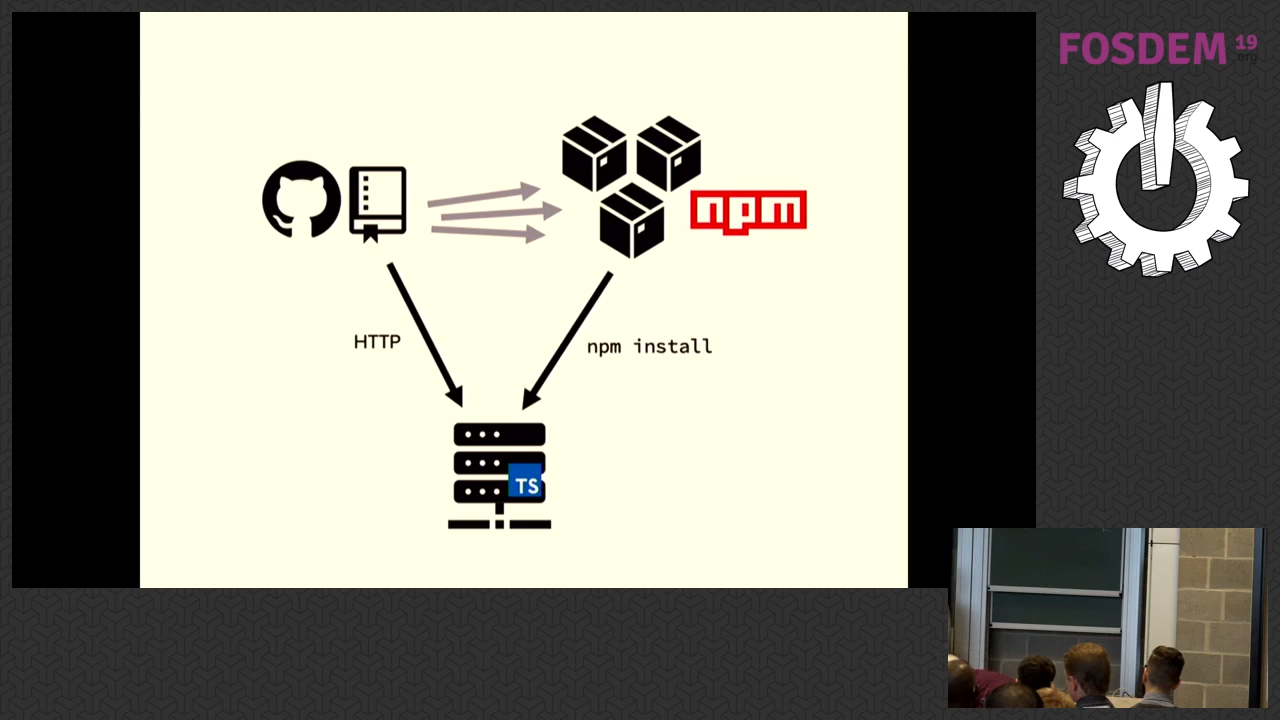 FOSDEM 19
.org
npm
HTTP
npm install
TS